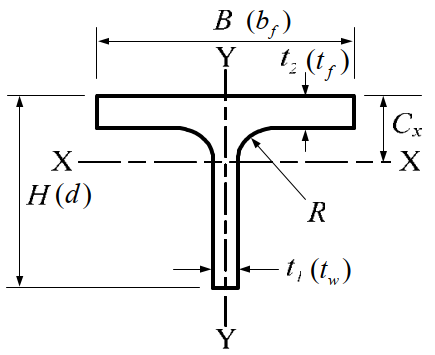 B (b_f)
Y
t_2 (t_f)
C_x
X
X
H (d)
R
t_1 (t_w)
Y